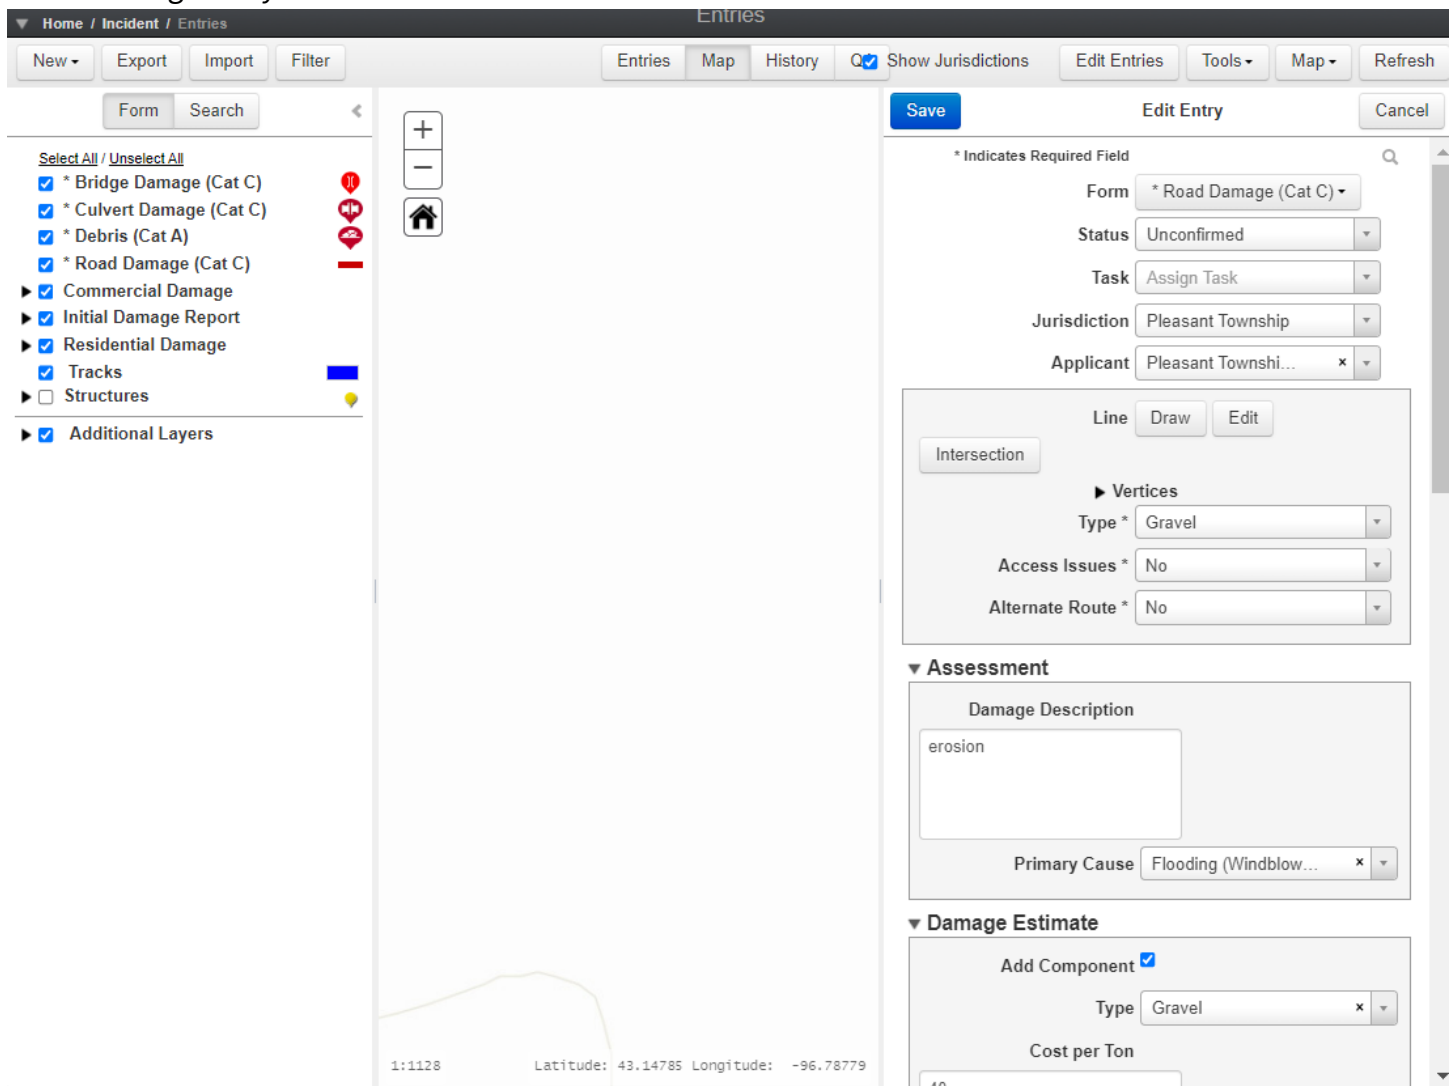 Entries
Home / Incident / Entries
New Export Import Filter
Entries Map History Show Jurisdictions Edit Entries Tools Map Refresh
Form Search
Select All / Unselect All
* Bridge Damage (Cat C)
* Culvert Damage (Cat C)
* Debris (Cat A)
* Road Damage (Cat C)
Commercial Damage
Initial Damage Report
Residential Damage
Tracks
Structures
Additional Layers
+
−
1:1128 Latitude: 43.14785 Longitude: -96.78779
Save Edit Entry Cancel
* Indicates Required Field
Form * Road Damage (Cat C)
Status Unconfirmed
Task Assign Task
Jurisdiction Pleasant Township
Applicant Pleasant Townshi... ×
Line Draw Edit
Intersection
Vertices
Type * Gravel
Access Issues * No
Alternate Route * No
Assessment
Damage Description
erosion
Primary Cause Flooding (Windblow... ×
Damage Estimate
Add Component
Type Gravel ×
Cost per Ton